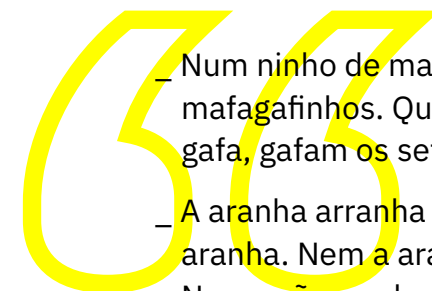 _ Num ninho de ma
mafagafinhos. Qu
gafa, gafam os se
_ A aranha arranha
aranha. Nem a ara